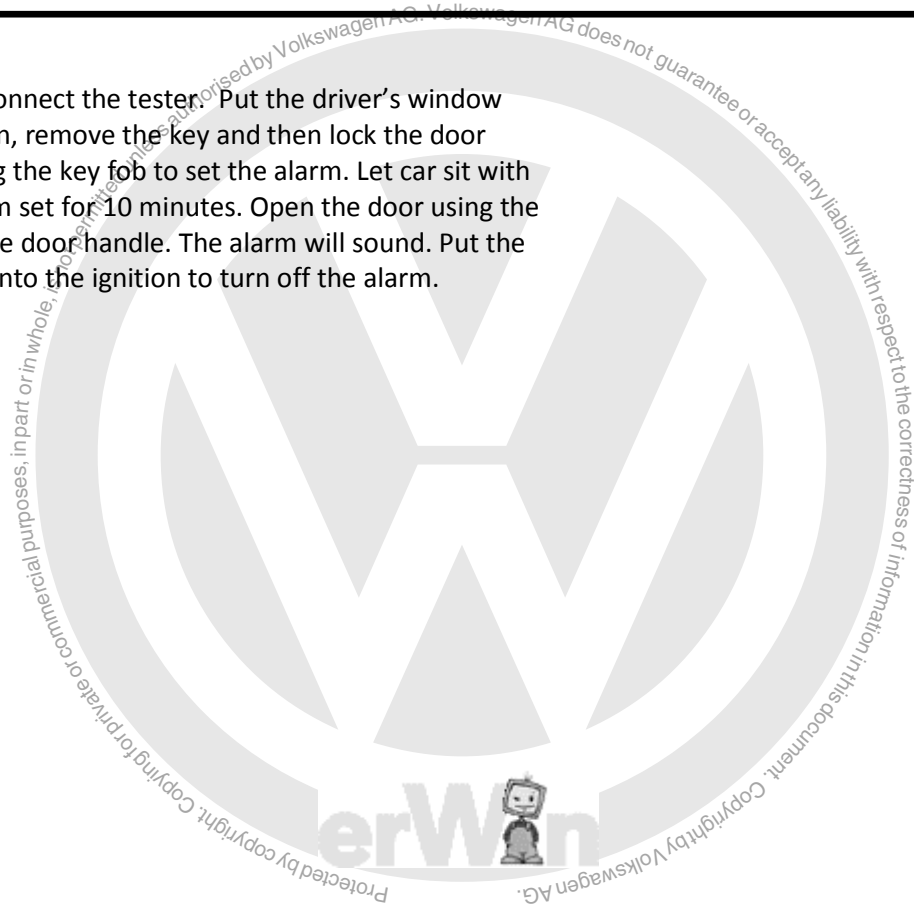 onnect the tester. Put the driver's window
n, remove the key and then lock the door
g the key fob to set the alarm. Let car sit with
m set for 10 minutes. Open the door using the
e door handle. The alarm will sound. Put the
nto the ignition to turn off the alarm.
Protected by copyright. Copying for private or commercial purposes, in part or in whole, is not permitted unless authorised by Volkswagen AG. Volkswagen AG does not guarantee or accept any liability with respect to the correctness of information in this document. Copyright by Volkswagen AG.
erWin